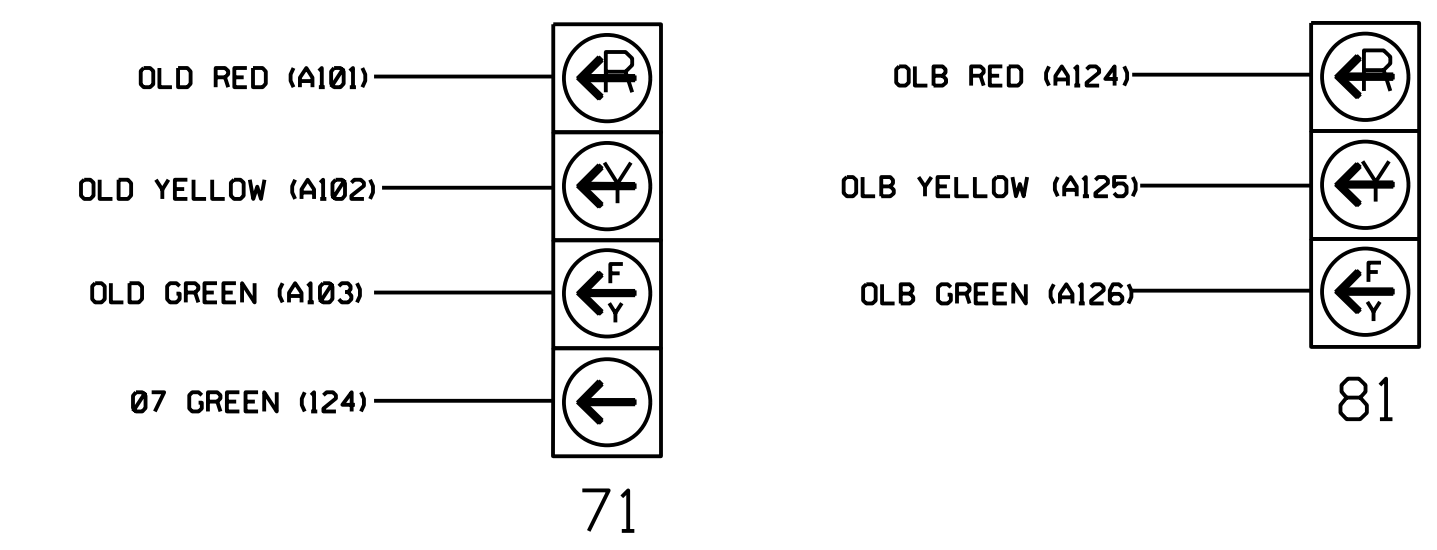 OLD RED (A101)
R
OLD YELLOW (A102)
Y
OLD GREEN (A103)
F
Y
Ø7 GREEN (124)
71
OLB RED (A124)
R
OLB YELLOW (A125)
Y
OLB GREEN (A126)
F
Y
81